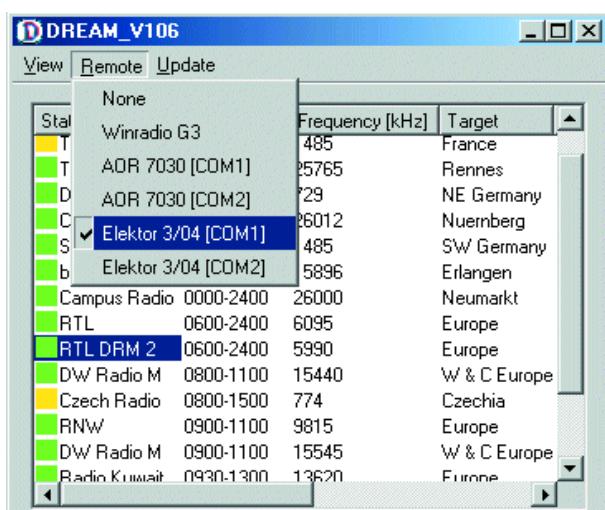 DREAM_V106
View Remote Update
None
Winradio G3
AOR 7030 [COM1]
AOR 7030 [COM2]
Elektor 3/04 [COM1]
Elektor 3/04 [COM2]
Stat Frequency [kHz] Target
T 485 France
T 25765 Rennes
D 729 NE Germany
C 26012 Nuernberg
S 485 SW Germany
b 5896 Erlangen
Campus Radio 0000-2400 26000 Neumarkt
RTL 0600-2400 6095 Europe
RTL DRM 2 0600-2400 5990 Europe
DW Radio M 0800-1100 15440 W & C Europe
Czech Radio 0800-1500 774 Czechia
RNW 0900-1100 9815 Europe
DW Radio M 0900-1100 15545 W & C Europe
Radio Kuwait 0930-1300 13620 Europe